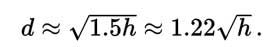 d ≈ √1.5h ≈ 1.22√h .